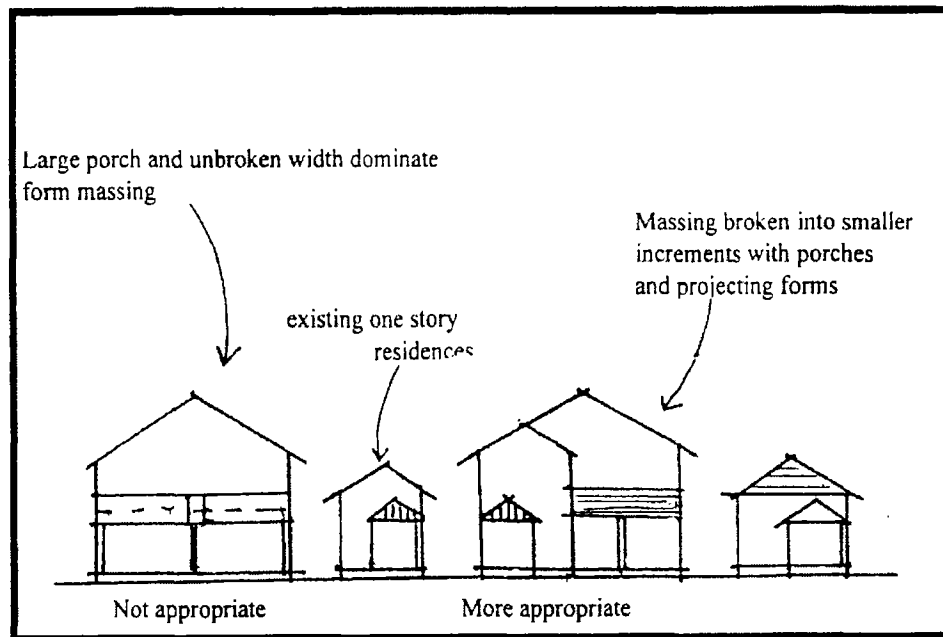 Large porch and unbroken width dominate
form massing
Massing broken into smaller
increments with porches
and projecting forms
existing one story
residences
Not appropriate
More appropriate